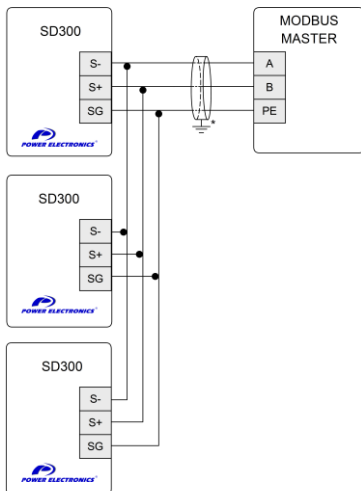 SD300
S-
S+
SG
POWER ELECTRONICS®
MODBUS
MASTER
A
B
PE
*
SD300
S-
S+
SG
POWER ELECTRONICS®
SD300
S-
S+
SG
POWER ELECTRONICS®